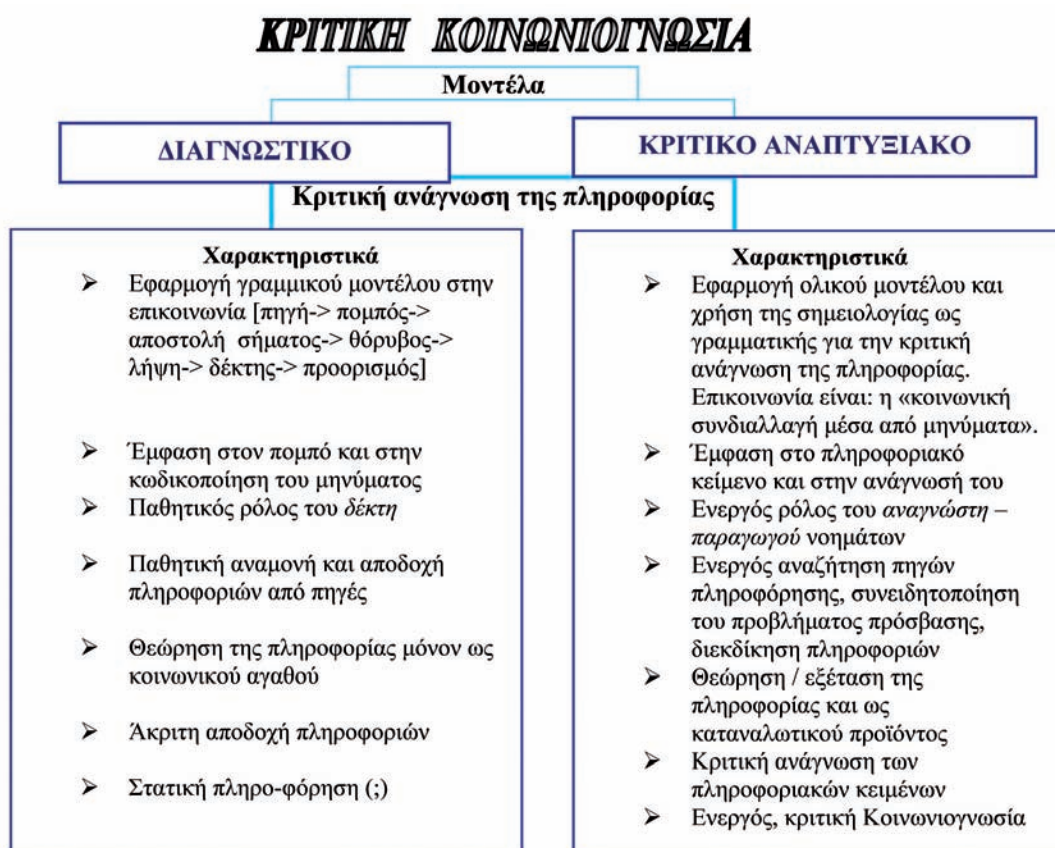 ΚΡΙΤΙΚΗ ΚΟΙΝΩΝΙΟΓΝΩΣΙΑ
Μοντέλα
ΔΙΑΓΝΩΣΤΙΚΟ
ΚΡΙΤΙΚΟ ΑΝΑΠΤΥΞΙΑΚΟ
Κριτική ανάγνωση της πληροφορίας
Χαρακτηριστικά
➤ Εφαρμογή γραμμικού μοντέλου στην
επικοινωνία [πηγή-> πομπός->
αποστολή σήματος-> θόρυβος->
λήψη-> δέκτης-> προορισμός]
➤ Έμφαση στον πομπό και στην
κωδικοποίηση του μηνύματος
➤ Παθητικός ρόλος του δέκτη
➤ Παθητική αναμονή και αποδοχή
πληροφοριών από πηγές
➤ Θεώρηση της πληροφορίας μόνον ως
κοινωνικού αγαθού
➤ Άκριτη αποδοχή πληροφοριών
➤ Στατική πληρο-φόρηση (;)
Χαρακτηριστικά
➤ Εφαρμογή ολικού μοντέλου και
χρήση της σημειολογίας ως
γραμματικής για την κριτική
ανάγνωση της πληροφορίας.
Επικοινωνία είναι: η «κοινωνική
συνδιαλλαγή μέσα από μηνύματα».
➤ Έμφαση στο πληροφοριακό
κείμενο και στην ανάγνωσή του
➤ Ενεργός ρόλος του αναγνώστη –
παραγωγού νοημάτων
➤ Ενεργός αναζήτηση πηγών
πληροφόρησης, συνειδητοποίηση
του προβλήματος πρόσβασης,
διεκδίκηση πληροφοριών
➤ Θεώρηση / εξέταση της
πληροφορίας και ως
καταναλωτικού προϊόντος
➤ Κριτική ανάγνωση των
πληροφοριακών κειμένων
➤ Ενεργός, κριτική Κοινωνιογνωσία